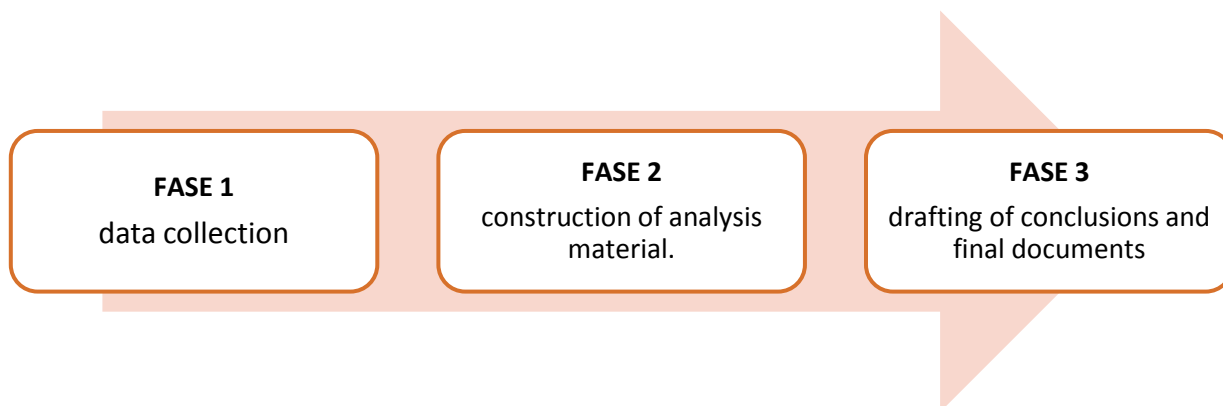 FASE 1
data collection
FASE 2
construction of analysis
material.
FASE 3
drafting of conclusions and
final documents